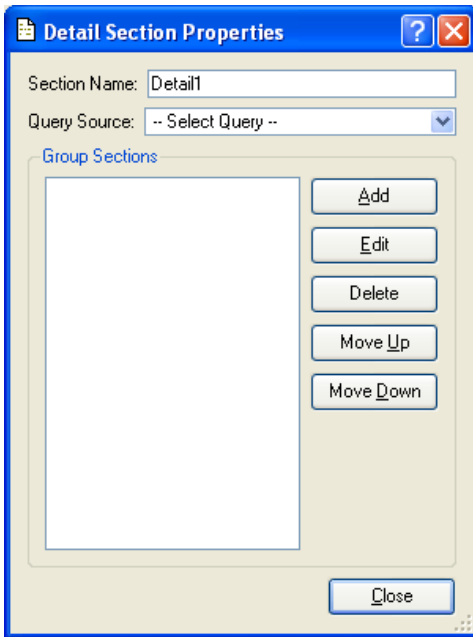 Detail Section Properties
Section Name: Detail1
Query Source: -- Select Query --
Group Sections
Add
Edit
Delete
Move Up
Move Down
Close